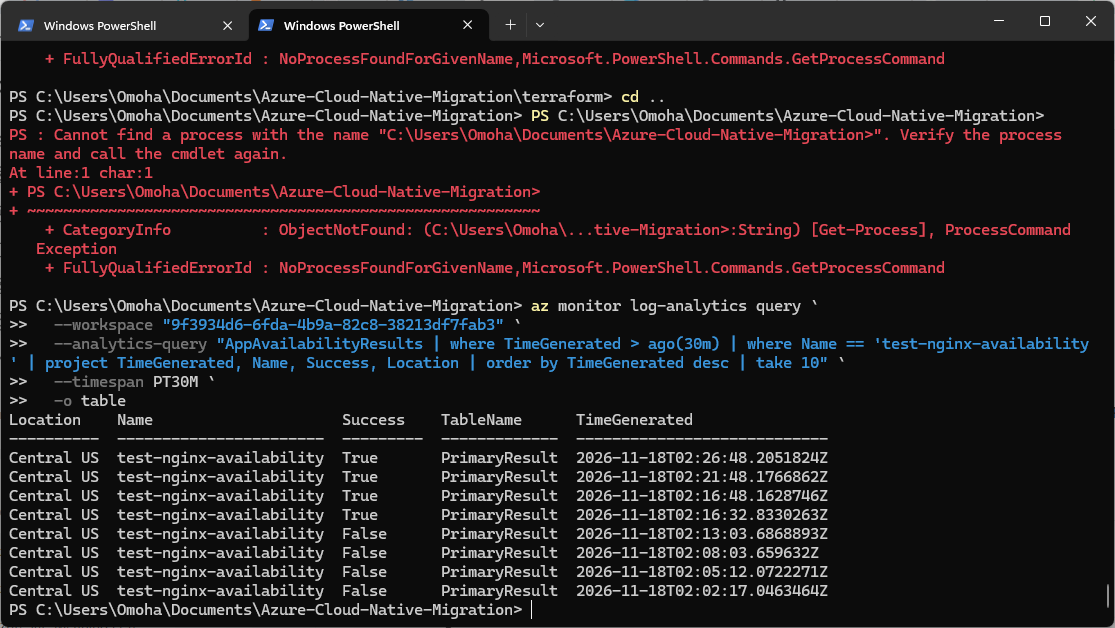 Windows PowerShell
Windows PowerShell
+ FullyQualifiedErrorId : NoProcessFoundForGivenName,Microsoft.PowerShell.Commands.GetProcessCommand
PS C:\Users\Omoha\Documents\Azure-Cloud-Native-Migration\terraform> cd ..
PS C:\Users\Omoha\Documents\Azure-Cloud-Native-Migration> PS C:\Users\Omoha\Documents\Azure-Cloud-Native-Migration>
PS : Cannot find a process with the name "C:\Users\Omoha\Documents\Azure-Cloud-Native-Migration>". Verify the process
name and call the cmdlet again.
At line:1 char:1
+ PS C:\Users\Omoha\Documents\Azure-Cloud-Native-Migration>
+ ~~~~~~~~~~~~~~~~~~~~~~~~~~~~~~~~~~~~~~~~~~~~~~~~~~~~~~~~~
+ CategoryInfo          : ObjectNotFound: (C:\Users\Omoha\...tive-Migration>:String) [Get-Process], ProcessCommand
Exception
+ FullyQualifiedErrorId : NoProcessFoundForGivenName,Microsoft.PowerShell.Commands.GetProcessCommand
PS C:\Users\Omoha\Documents\Azure-Cloud-Native-Migration> az monitor log-analytics query `
>>   --workspace "9f3934d6-6fda-4b9a-82c8-38213df7fab3" `
>>   --analytics-query "AppAvailabilityResults | where TimeGenerated > ago(30m) | where Name == 'test-nginx-availability
' | project TimeGenerated, Name, Success, Location | order by TimeGenerated desc | take 10" `
>>   --timespan PT30M `
>>   -o table
Location    Name                     Success    TableName      TimeGenerated
----------  -----------------------  ---------  -------------  ----------------------------
Central US  test-nginx-availability  True       PrimaryResult  2026-11-18T02:26:48.2051824Z
Central US  test-nginx-availability  True       PrimaryResult  2026-11-18T02:21:48.1766862Z
Central US  test-nginx-availability  True       PrimaryResult  2026-11-18T02:16:48.1628746Z
Central US  test-nginx-availability  True       PrimaryResult  2026-11-18T02:16:32.8330263Z
Central US  test-nginx-availability  False      PrimaryResult  2026-11-18T02:13:03.6868893Z
Central US  test-nginx-availability  False      PrimaryResult  2026-11-18T02:08:03.659632Z
Central US  test-nginx-availability  False      PrimaryResult  2026-11-18T02:05:12.0722271Z
Central US  test-nginx-availability  False      PrimaryResult  2026-11-18T02:02:17.0463464Z
PS C:\Users\Omoha\Documents\Azure-Cloud-Native-Migration>